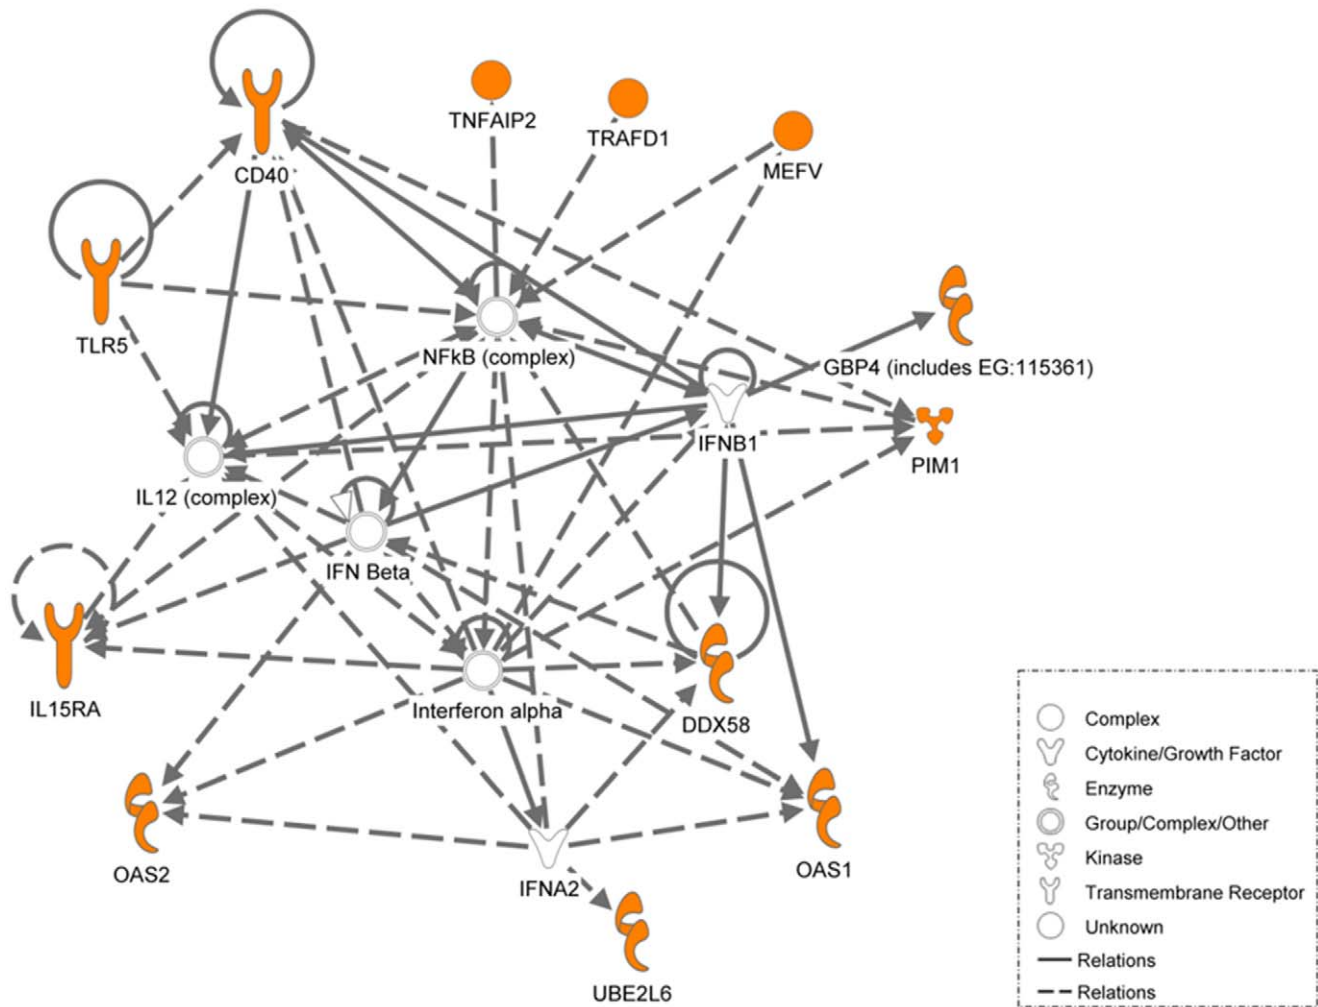 CD40
TNFAIP2
TRAFD1
MEFV
TLR5
NFkB (complex)
GBP4 (includes EG:115361)
IFNB1
PIM1
IL12 (complex)
IFN Beta
IL15RA
Interferon alpha
DDX58
OAS2
IFNA2
OAS1
UBE2L6
Complex
Cytokine/Growth Factor
Enzyme
Group/Complex/Other
Kinase
Transmembrane Receptor
Unknown
Relations
Relations